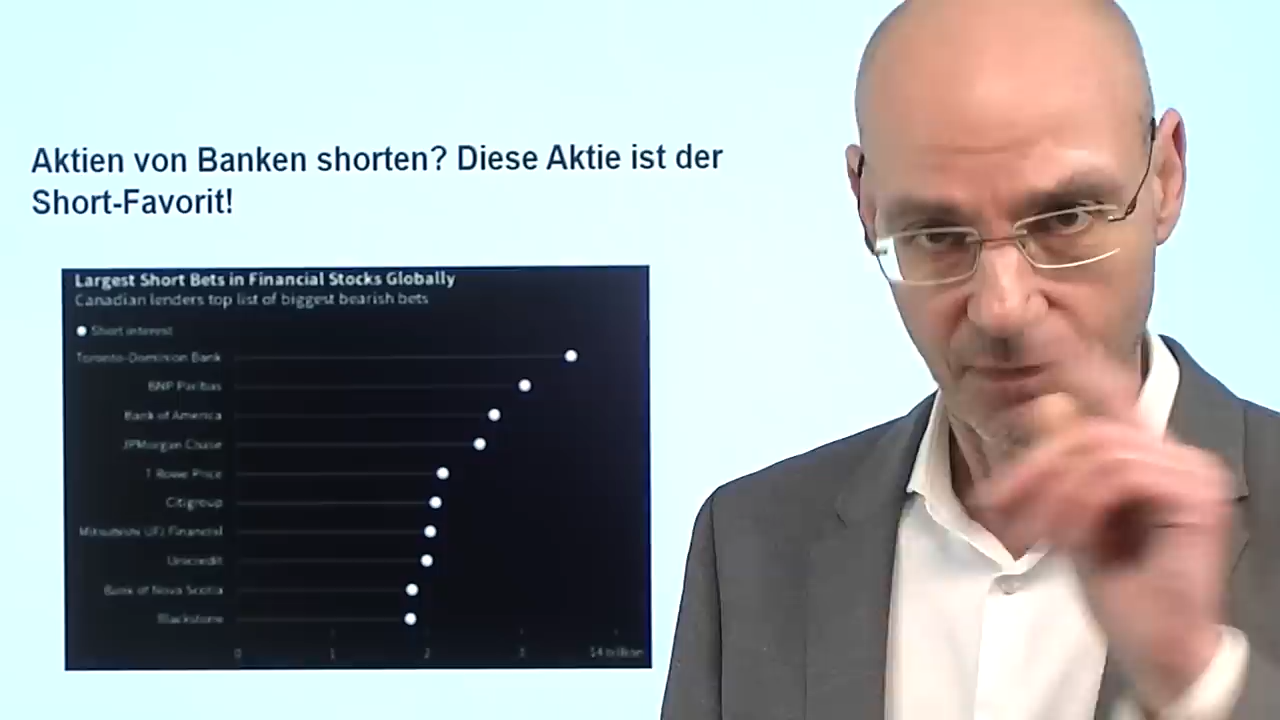 Aktien von Banken shorten? Diese Aktie ist der
Short-Favorit!
Largest Short Bets in Financial Stocks Globally
Canadian lenders top list of biggest bearish bets
Short interest
Toronto-Dominion Bank
BNP Paribas
Bank of America
JPMorgan Chase
T Rowe Price
Citigroup
Mitsubishi UFJ Financial
Unicredit
Bank of Nova Scotia
Blackstone
0 1 2 3 $4 billion